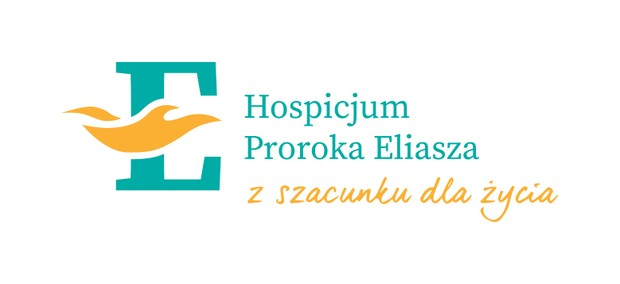 E
Hospicjum
Proroka Eliasza
z szacunku dla życia